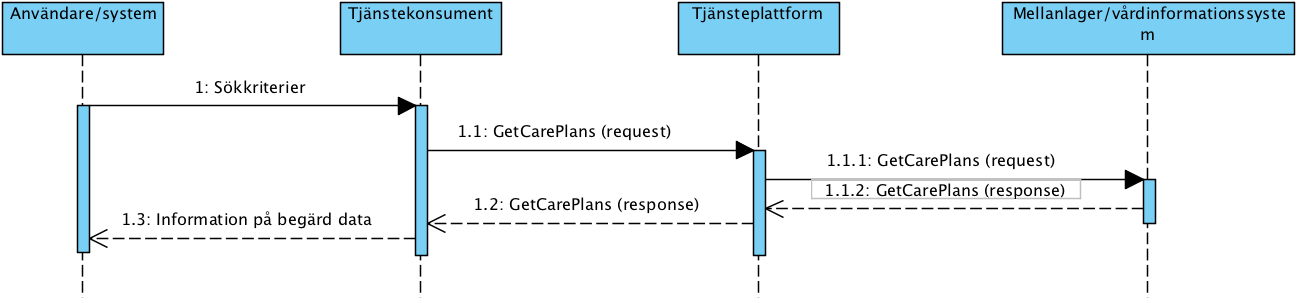 Användare/system
Tjänstekonsument
Tjänsteplattform
Mellanlager/vårdinformationssyste
m
1: Sökkriterier
1.1: GetCarePlans (request)
1.1.1: GetCarePlans (request)
1.1.2: GetCarePlans (response)
1.2: GetCarePlans (response)
1.3: Information på begärd data